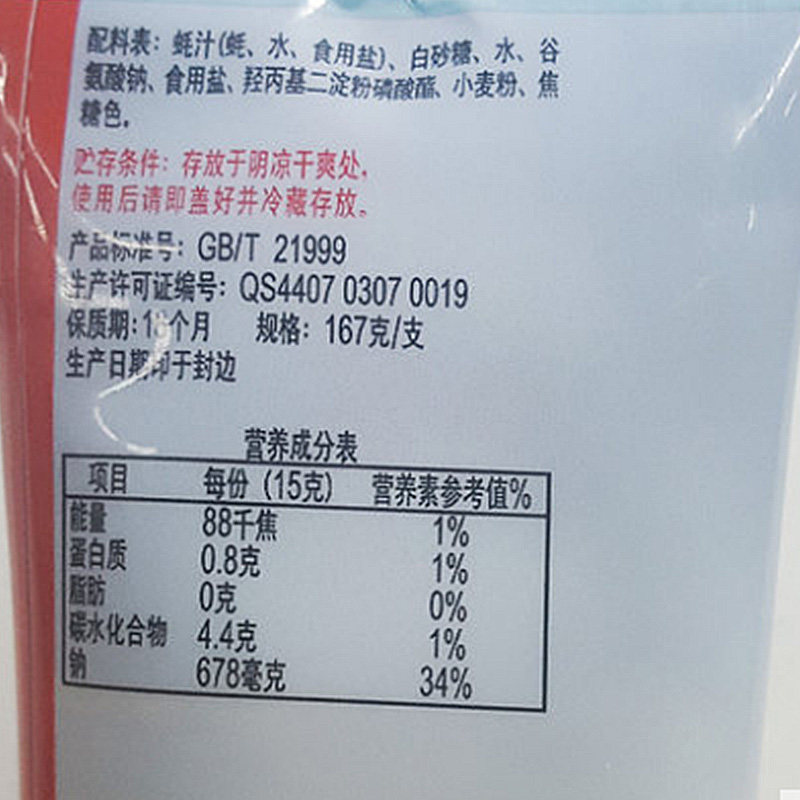 配料表：蚝汁(蚝、水、食用盐)、白砂糖、水、谷
氨酸钠、食用盐、羟丙基二淀粉磷酸酯、小麦粉、焦
糖色。
贮存条件：存放于阴凉干爽处，
使用后请即盖好并冷藏存放。
产品标准号：GB/T 21999
生产许可证编号：QS4407 0307 0019
保质期：个月 规格：167克/支
生产日期印于封边
营养成分表
项目 每份（15克） 营养素参考值%
能量 88千焦 1%
蛋白质 0.8克 1%
脂肪 0克 0%
碳水化合物 4.4克 1%
钠 678毫克 34%